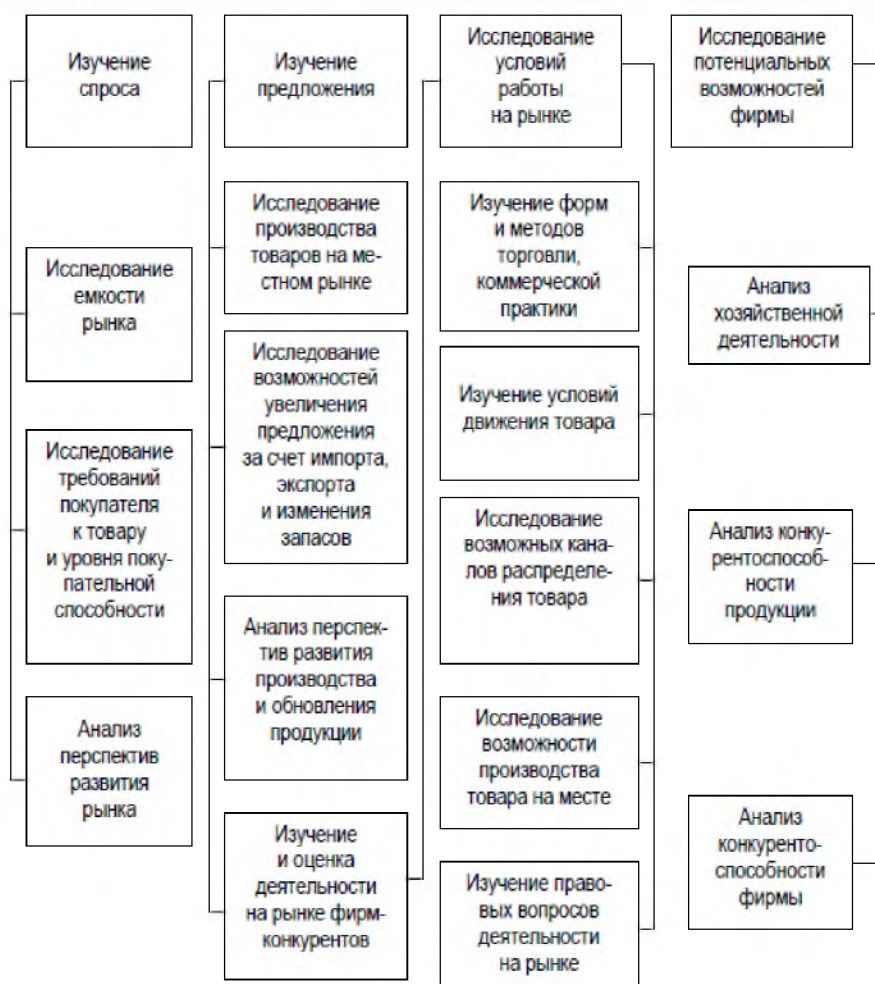 Изучение
спроса
Исследование
емкости
рынка
Исследование
требований
покупателя
к товару
и уровня поку-
пательной
способности
Анализ
перспектив
развития
рынка
Изучение
предложения
Исследование
производства
товаров на ме-
стном рынке
Исследование
возможностей
увеличения
предложения
за счет импорта,
экспорта
и изменения
запасов
Анализ перспек-
тив развития
производства
и обновления
продукции
Изучение
и оценка
деятельности
на рынке фирм-
конкурентов
Исследование
условий
работы
на рынке
Изучение форм
и методов
торговли,
коммерческой
практики
Изучение условий
движения товара
Исследование
возможных кана-
лов распределе-
ния товара
Исследование
возможности
производства
товара на месте
Изучение право-
вых вопросов
деятельности
на рынке
Исследование
потенциальных
возможностей
фирмы
Анализ
хозяйственной
деятельности
Анализ конку-
рентоспособ-
ности
продукции
Анализ
конкуренто-
способности
фирмы